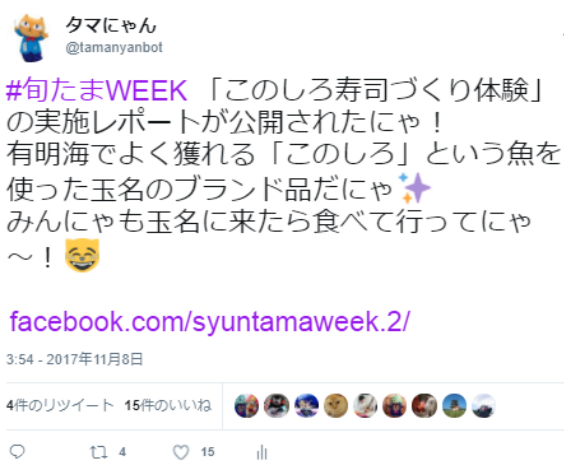 タマにゃん
@tamanyanbot
#旬たまWEEK 「このしろ寿司づくり体験」
の実施レポートが公開されたにゃ！
有明海でよく獲れる「このしろ」という魚を
使った玉名のブランド品だにゃ✨
みんにゃも玉名に来たら食べて行ってにゃ
～！😸
facebook.com/syuntamaweek.2/
3:54 - 2017年11月8日
4件のリツイート 15件のいいね
4 15